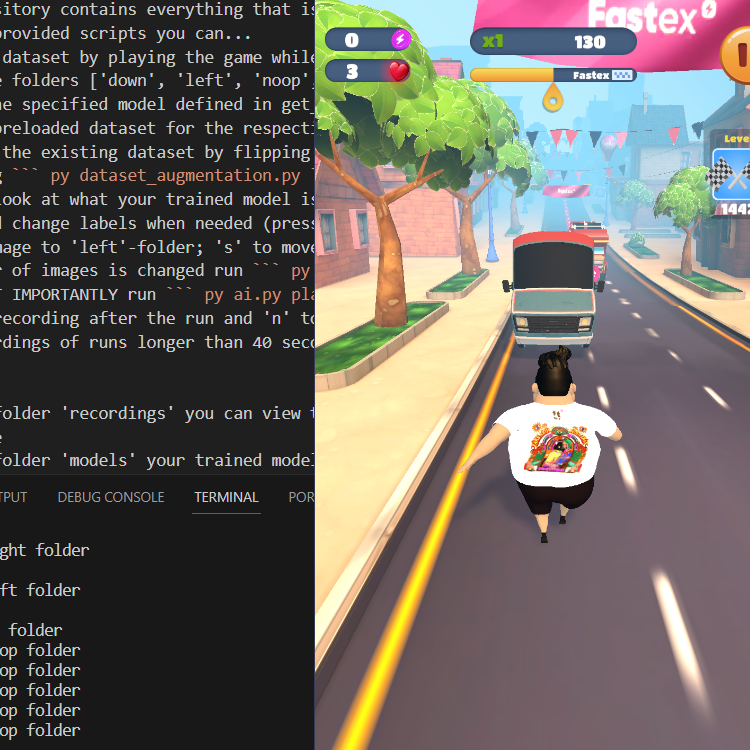 sitory contains everything that is
provided scripts you can...
dataset by playing the game while
e folders ['down', 'left', 'noop',
he specified model defined in get
preloaded dataset for the respecti
the existing dataset by flipping
g ``` py dataset_augmentation.py
look at what your trained model is
d change labels when needed (press
mage to 'left'-folder; 's' to move
r of images is changed run ``` py
T IMPORTANTLY run ``` py ai.py pla
recording after the run and 'n' to
rdings of runs longer than 40 seco
folder 'recordings' you can view t
e
folder 'models' your trained model
TPUT DEBUG CONSOLE TERMINAL POR
ght folder
ft folder
folder
op folder
op folder
op folder
op folder
op folder
Fastex
0
x1 130
3
Fastex
Leve
144